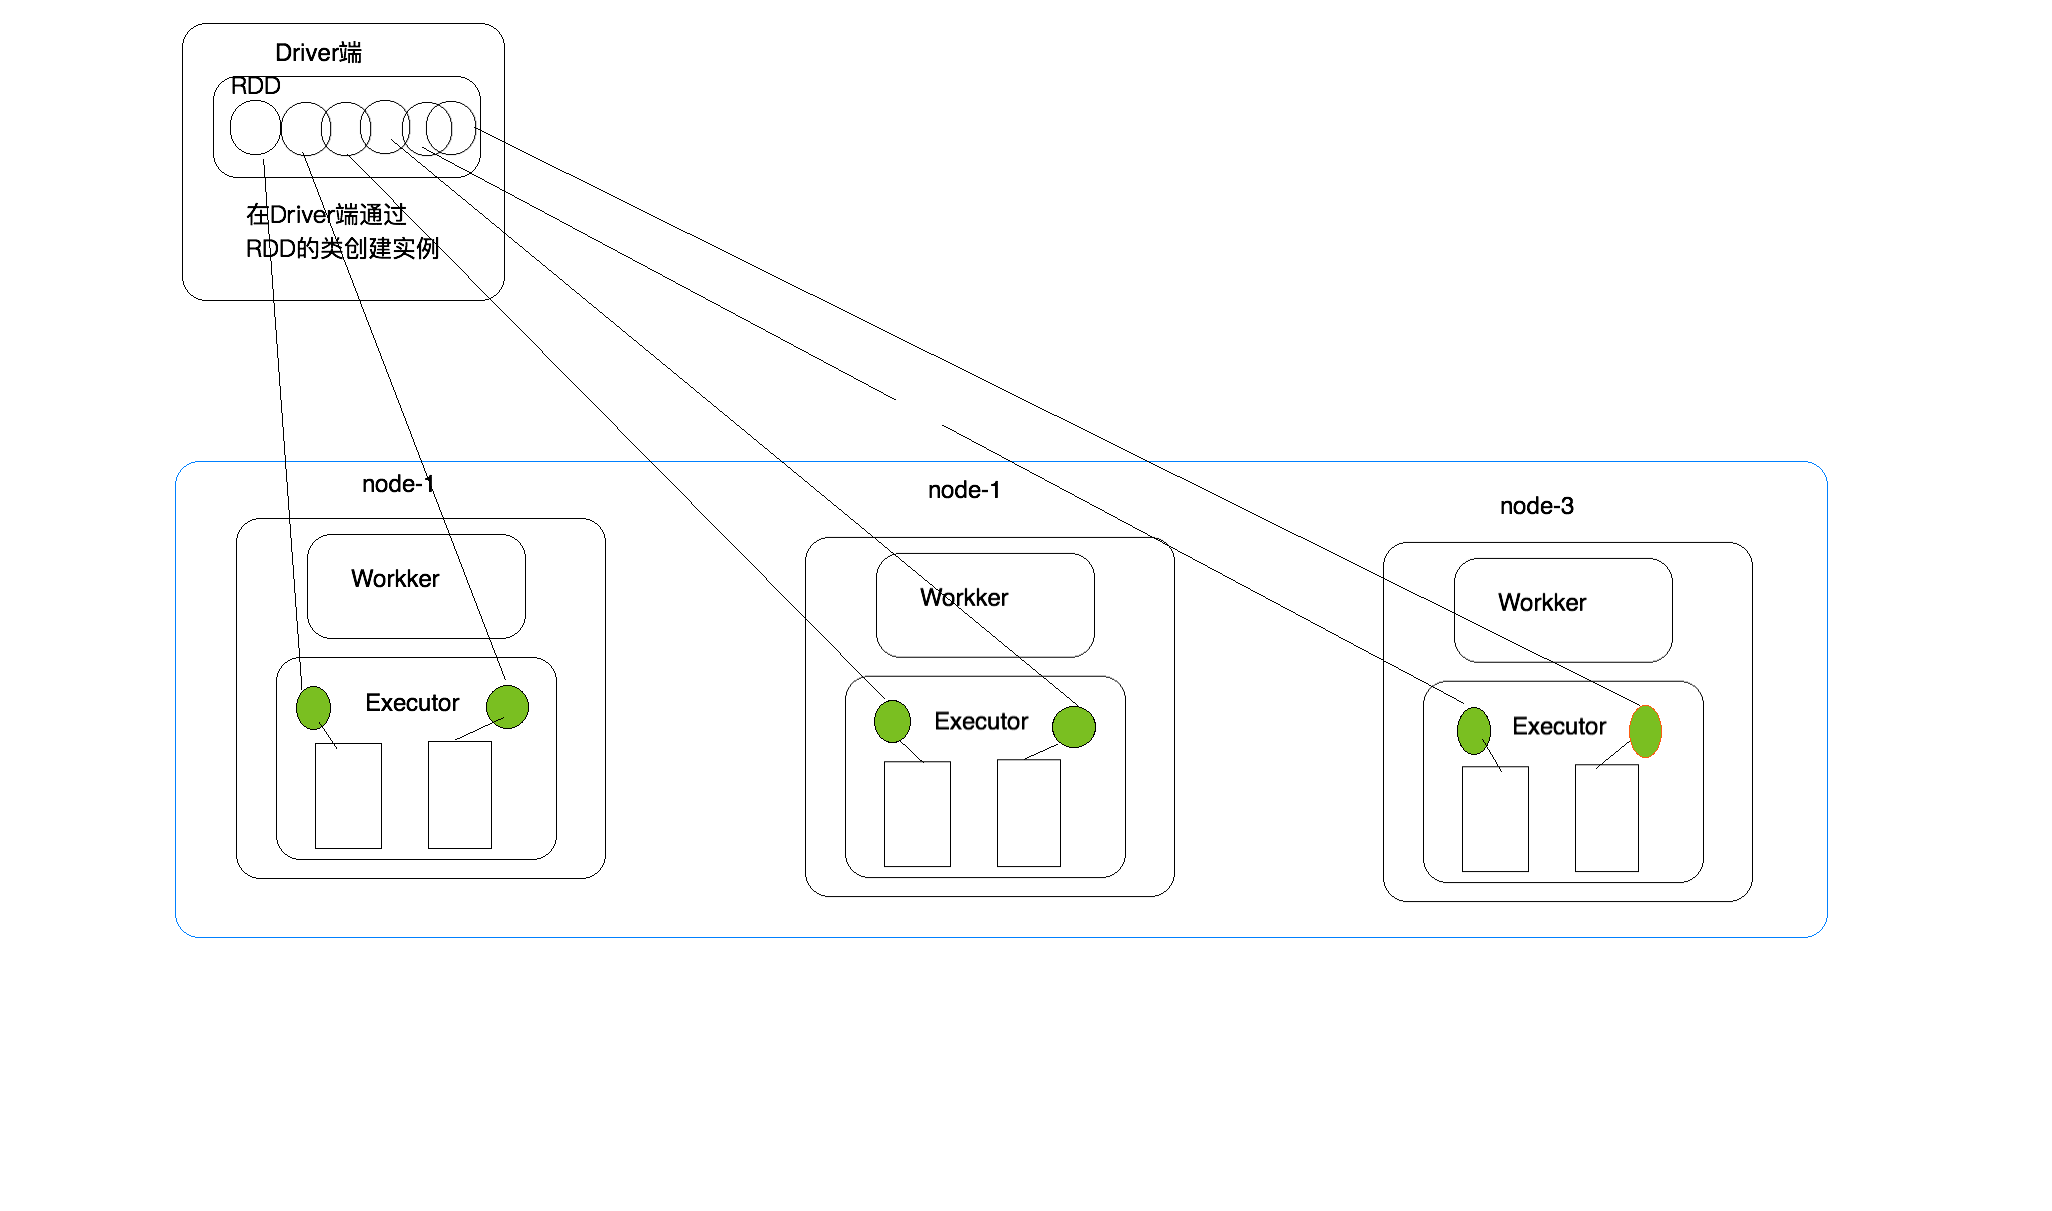 Driver端
RDD
在Driver端通过
RDD的类创建实例
node-1
node-1
node-3
Workker
Workker
Workker
Executor
Executor
Executor